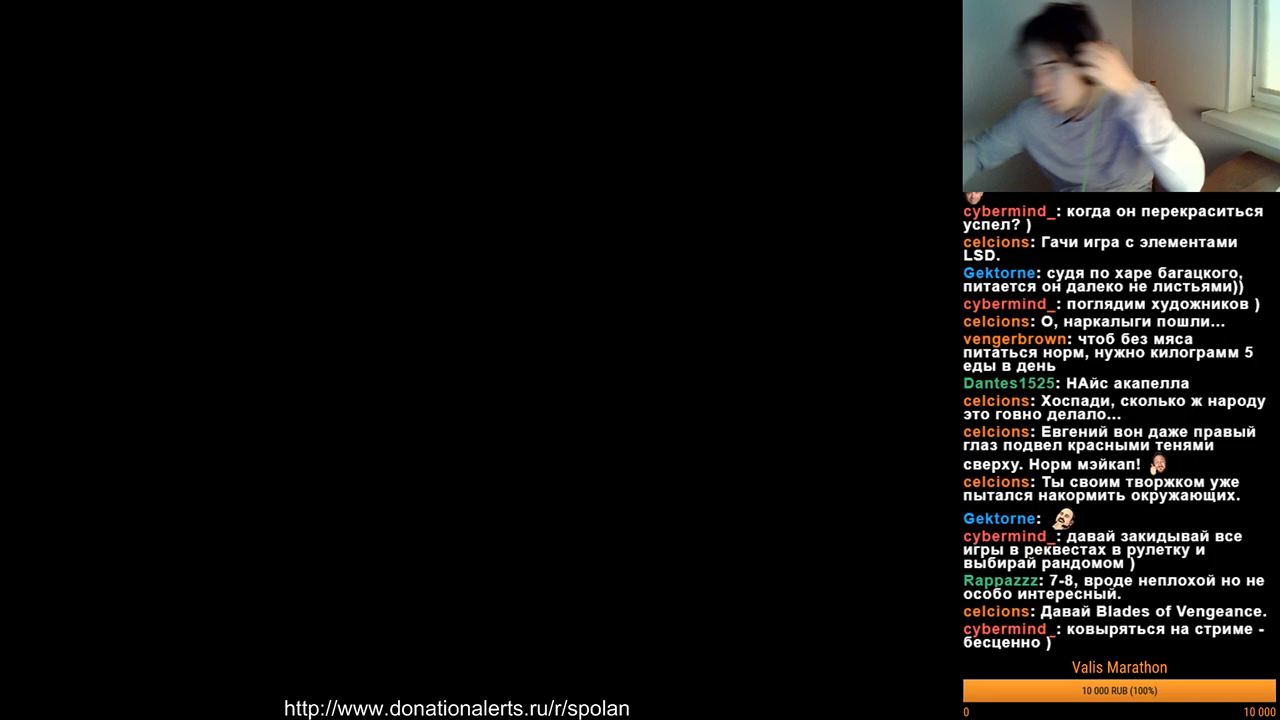 cybermind_: когда он перекраситься
успел? )
celcions: Гачи игра с элементами
LSD.
Gektorne: судя по харе багацкого,
питается он далеко не листьями))
cybermind_: поглядим художников )
celcions: О, наркалыги пошли...
vengerbrown: чтоб без мяса
питаться норм, нужно килограмм 5
еды в день
Dantes1525: НАйс акапелла
celcions: Хоспади, сколько ж народу
это говно делало...
celcions: Евгений вон даже правый
глаз подвел красными тенями
сверху. Норм мэйкап!
celcions: Ты своим творжком уже
пытался накормить окружающих.
Gektorne:
cybermind_: давай закидывай все
игры в реквестах в рулетку и
выбирай рандомом )
Rappazzz: 7-8, вроде неплохой но не
особо интересный.
celcions: Давай Blades of Vengeance.
cybermind_: ковыряться на стриме -
бесценно )
Valis Marathon
10 000 RUB (100%)
0 10 000
http://www.donationalerts.ru/r/spolan